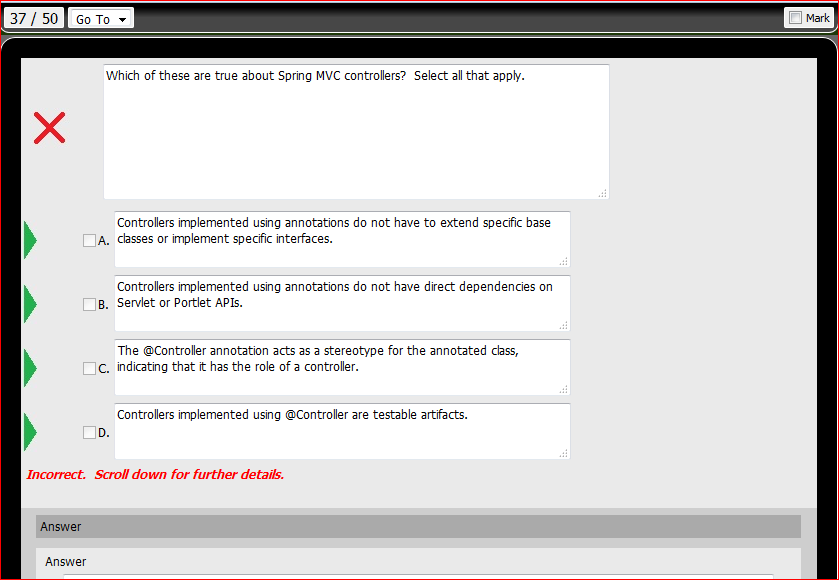 37 / 50 Go To Mark
Which of these are true about Spring MVC controllers?  Select all that apply.
A. Controllers implemented using annotations do not have to extend specific base
classes or implement specific interfaces.
B. Controllers implemented using annotations do not have direct dependencies on
Servlet or Portlet APIs.
C. The @Controller annotation acts as a stereotype for the annotated class,
indicating that it has the role of a controller.
D. Controllers implemented using @Controller are testable artifacts.
Incorrect.  Scroll down for further details.
Answer
Answer